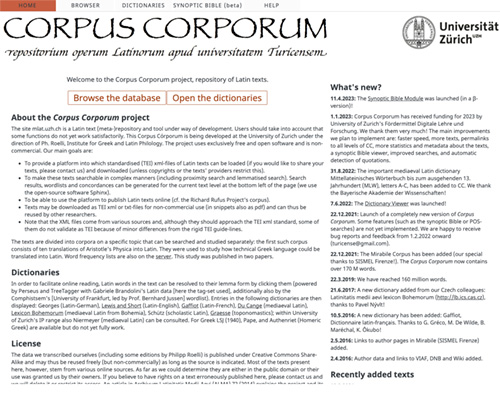 HOME BROWSER DICTIONARIES SYNOPTIC BIBLE (beta) HELP
CORPUS CORPORUM
repositorium operum Latinorum apud universitatem Turicensem
Universität
Zürich UZH
Welcome to the Corpus Corporum project, repository of Latin texts.
Browse the database Open the dictionaries
About the Corpus Corporum project
The site mlat.uzh.ch is a Latin text (meta-)repository and tool under way of development. Users should take into account that
some functions do not yet work satisfactorily. This Corpus Córporum is being developed at the University of Zurich under the
direction of Ph. Roelli, Institute for Greek and Latin Philology. The project uses exclusively free and open software and is non-
commercial. Our main goals are:
• To provide a platform into which standardised (TEI) xml-files of Latin texts can be loaded (if you would like to share your
texts, please contact us) and downloaded (unless copyrights or the texts' providers restrict this).
• To make these texts searchable in complex manners (including proximity search and lemmatised search). Search
results, wordlists and concordances can be generated for the current text level at the bottom left of the page (we use
the open-source software Sphinx).
• To be able to use the platform to publish Latin texts online (cf. the Richard Rufus Project's corpus).
• Texts may be downloaded as TEI xml or txt-files for non-commercial use (in snippets also as pdf) and can thus be
reused by other researchers.
• Note that the XML files come from various sources and, although they should approach the TEI xml standard, some of
them do not validate as TEI because of minor differences from the rigid TEI guide-lines.
The texts are divided into corpora on a specific topic that can be searched and studied separately: the first such corpus
consists of ten translations of Aristotle's Physica into Latin. They were used to study how technical Greek language could be
translated into Latin. Word frequency lists are also on the server. This study was published in two papers.
Dictionaries
In order to facilitate online reading, Latin words in the text can be resolved to their lemma form by clicking them [powered
by Perseus and TreeTagger with Gabriele Brandolini's Latin data [here the tag-set used], additionally also by the
Comphistsem's [University of Frankfurt, led by Prof. Bernhard Jussen] wordlist]. Entries in the following dictionaries are then
displayed: Georges (Latin-German), Lewis and Short (Latin-English), Gaffiot (Latin-French), Du Cange (mediaeval Latin),
Lexicon Bohemorum (mediaeval Latin from Bohemia), Schütz (scholastic Latin), Graesse (toponomastics); within University
of Zurich's IP range also Niermeyer (mediaeval Latin) can be consulted. For Greek LSJ (1940), Pape, and Authenriet (Homeric
Greek) are available but do not yet fully work.
License
The data we transcribed ourselves (including some editions by Philipp Roelli) is published under Creative Commons Share-
Alike and may thus be reused freely (but non-commercially) as long as the source is indicated. Most of the texts present
here, however, stem from various online sources. As far as we could determine they are either in the public domain or their
use was granted us by their owners. If you believe to have rights on a text erroneously published here, please contact us and
What's new?
11.4.2023: The Synoptic Bible Module was launched (in a β-
version)!
1.1.2023: Corpus Corporum has received funding for 2023 by
University of Zurich's Fördermittel Digitale Lehre und
Forschung. We thank them very much! The main improvements
we plan to implement are: faster speed, more texts, permalinks
to all levels of CC, more statistics and metadata about the texts,
a synoptic Bible viewer, improved searches, and automatic
detection of quotations.
31.8.2022: The important mediaeval Latin dictionary
Mittellateinisches Wörterbuch bis zum ausgehenden 13.
Jahrhundert (MLW), letters A-C, has been added to CC. We thank
the Bayerische Akademie der Wissenschaften!
7.6.2022: The Dictionary Viewer was launched!
22.12.2021: Launch of a completely new version of Corpus
Corporum. Some features (such as the synoptic Bible or POS-
searches) are not yet implemented. We are happy to receive
bug reports and feedback from 1.2.2022 onward
(turicense@gmail.com).
22.12.2021: The Mirabile Corpus has been added (our special
thanks to SISMEL Firenze!). The Corpus Corporum now contains
over 170 M words.
22.3.2019: We have reached 160 million words.
21.6.2017: A new dictionary added from our Czech colleagues:
Latinitatis medii aevi lexicon Bohemorum (http://lb.ics.cas.cz).
thanks to Pavel Nývlt!
10.5.2016: A new dictionary has been added: Gaffiot,
Dictionnaire latin-français. Thanks to G. Gréco, M. De Wilde, B.
Maréchal, K. Ôkubo!
2.5.2016: Links to author pages in Mirabile (SISMEL Firenze)
added.
2.4.2016: Author data and links to VIAF, DNB and Wiki added.
Recently added texts